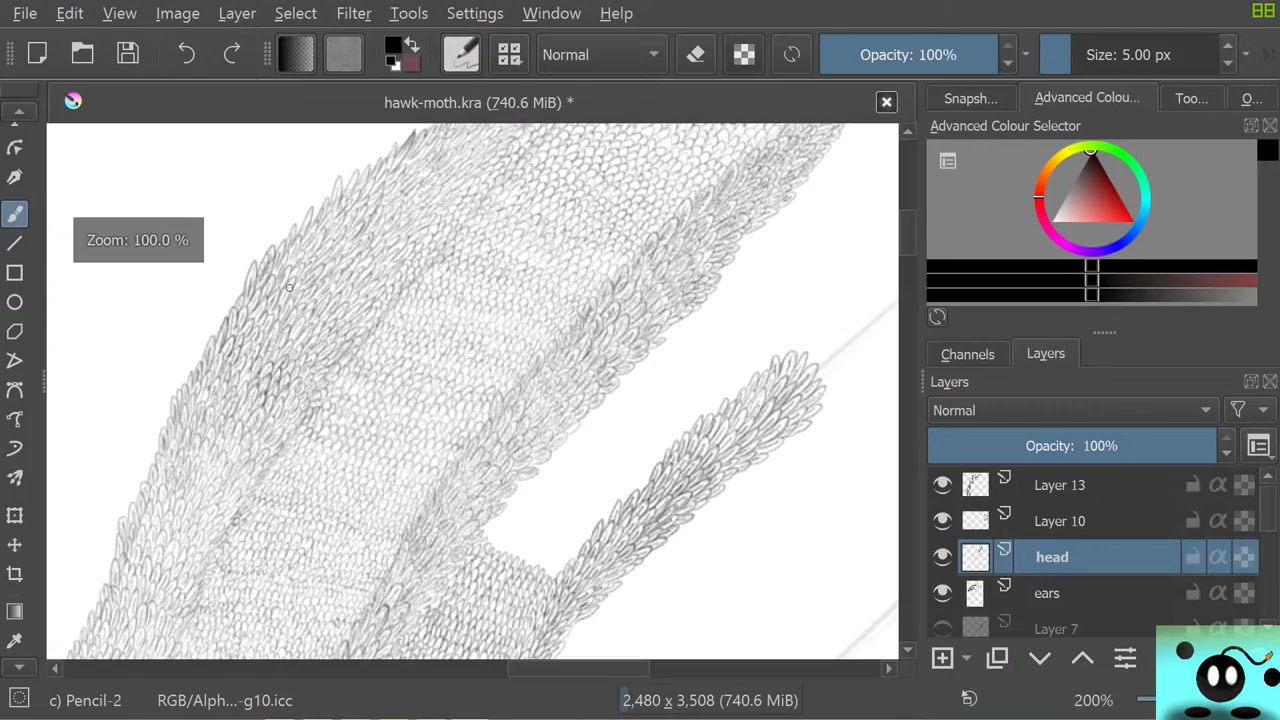 File Edit View Image Layer Select Filter Tools Settings Window Help
88
Normal
Opacity: 100%
Size: 5.00 px
hawk-moth.kra (740.6 MiB) *
Snapsh... Advanced Colou... Too... O...
Advanced Colour Selector
Zoom: 100.0 %
Channels Layers
Layers
Normal
Opacity: 100%
Layer 13
Layer 10
head
ears
Layer 7
c) Pencil-2
RGB/Alph...-g10.icc
2,480 x 3,508 (740.6 MiB)
200%